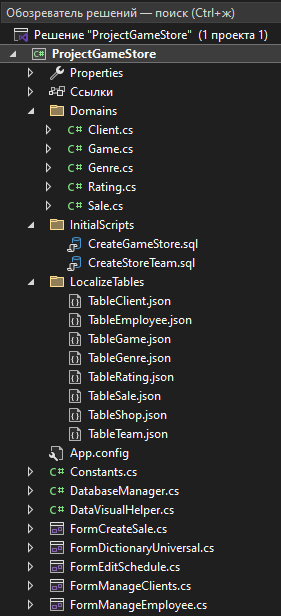 Обозреватель решений — поиск (Ctrl+ж)
Решение "ProjectGameStore" (1 проекта 1)
C# ProjectGameStore
Properties
Ссылки
Domains
C# Client.cs
C# Game.cs
C# Genre.cs
C# Rating.cs
C# Sale.cs
InitialScripts
CreateGameStore.sql
CreateStoreTeam.sql
LocalizeTables
TableClient.json
TableEmployee.json
TableGame.json
TableGenre.json
TableRating.json
TableSale.json
TableShop.json
TableTeam.json
App.config
C# Constants.cs
C# DatabaseManager.cs
C# DataVisualHelper.cs
FormCreateSale.cs
FormDictionaryUniversal.cs
FormEditSchedule.cs
FormManageClients.cs
FormManageEmployee.cs